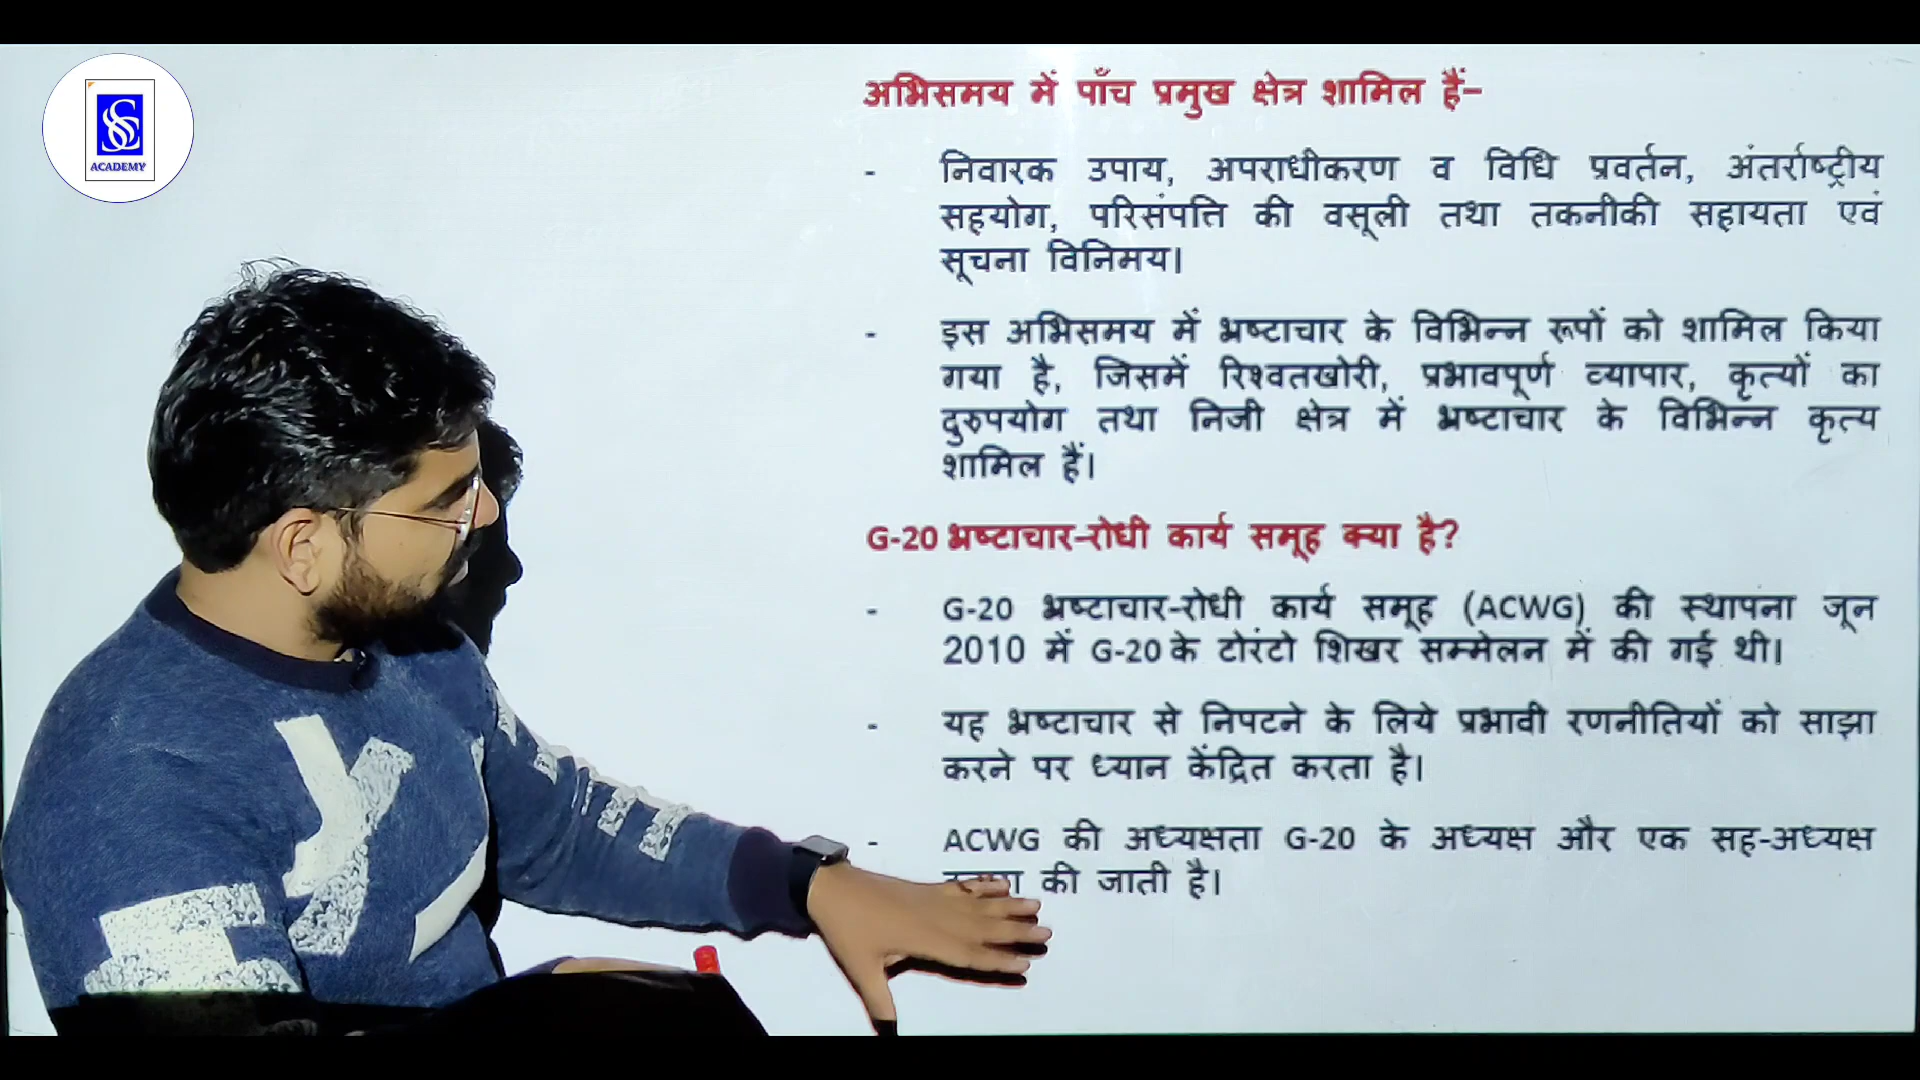 SSC
ACADEMY
अभिसमय में पाँच प्रमुख क्षेत्र शामिल हैं–
- निवारक उपाय, अपराधीकरण व विधि प्रवर्तन, अंतर्राष्ट्रीय
सहयोग, परिसंपति की वसूली तथा तकनीकी सहायता एवं
सूचना विनिमय।
- इस अभिसमय में भ्रष्टाचार के विभिन्न रूपों को शामिल किया
गया है, जिसमें रिश्वतखोरी, प्रभावपूर्ण व्यापार, कृत्यों का
दुरुपयोग तथा निजी क्षेत्र में भ्रष्टाचार के विभिन्न कृत्य
शामिल हैं।
G-20 भ्रष्टाचार-रोधी कार्य समूह क्या है?
- G-20 भ्रष्टाचार-रोधी कार्य समूह (ACWG) की स्थापना जून
2010 में G-20 के टोरंटो शिखर सम्मेलन में की गई थी।
- यह भ्रष्टाचार से निपटने के लिये प्रभावी रणनीतियों को साझा
करने पर ध्यान केंद्रित करता है।
- ACWG की अध्यक्षता G-20 के अध्यक्ष और एक सह-अध्यक्ष
की जाती है।